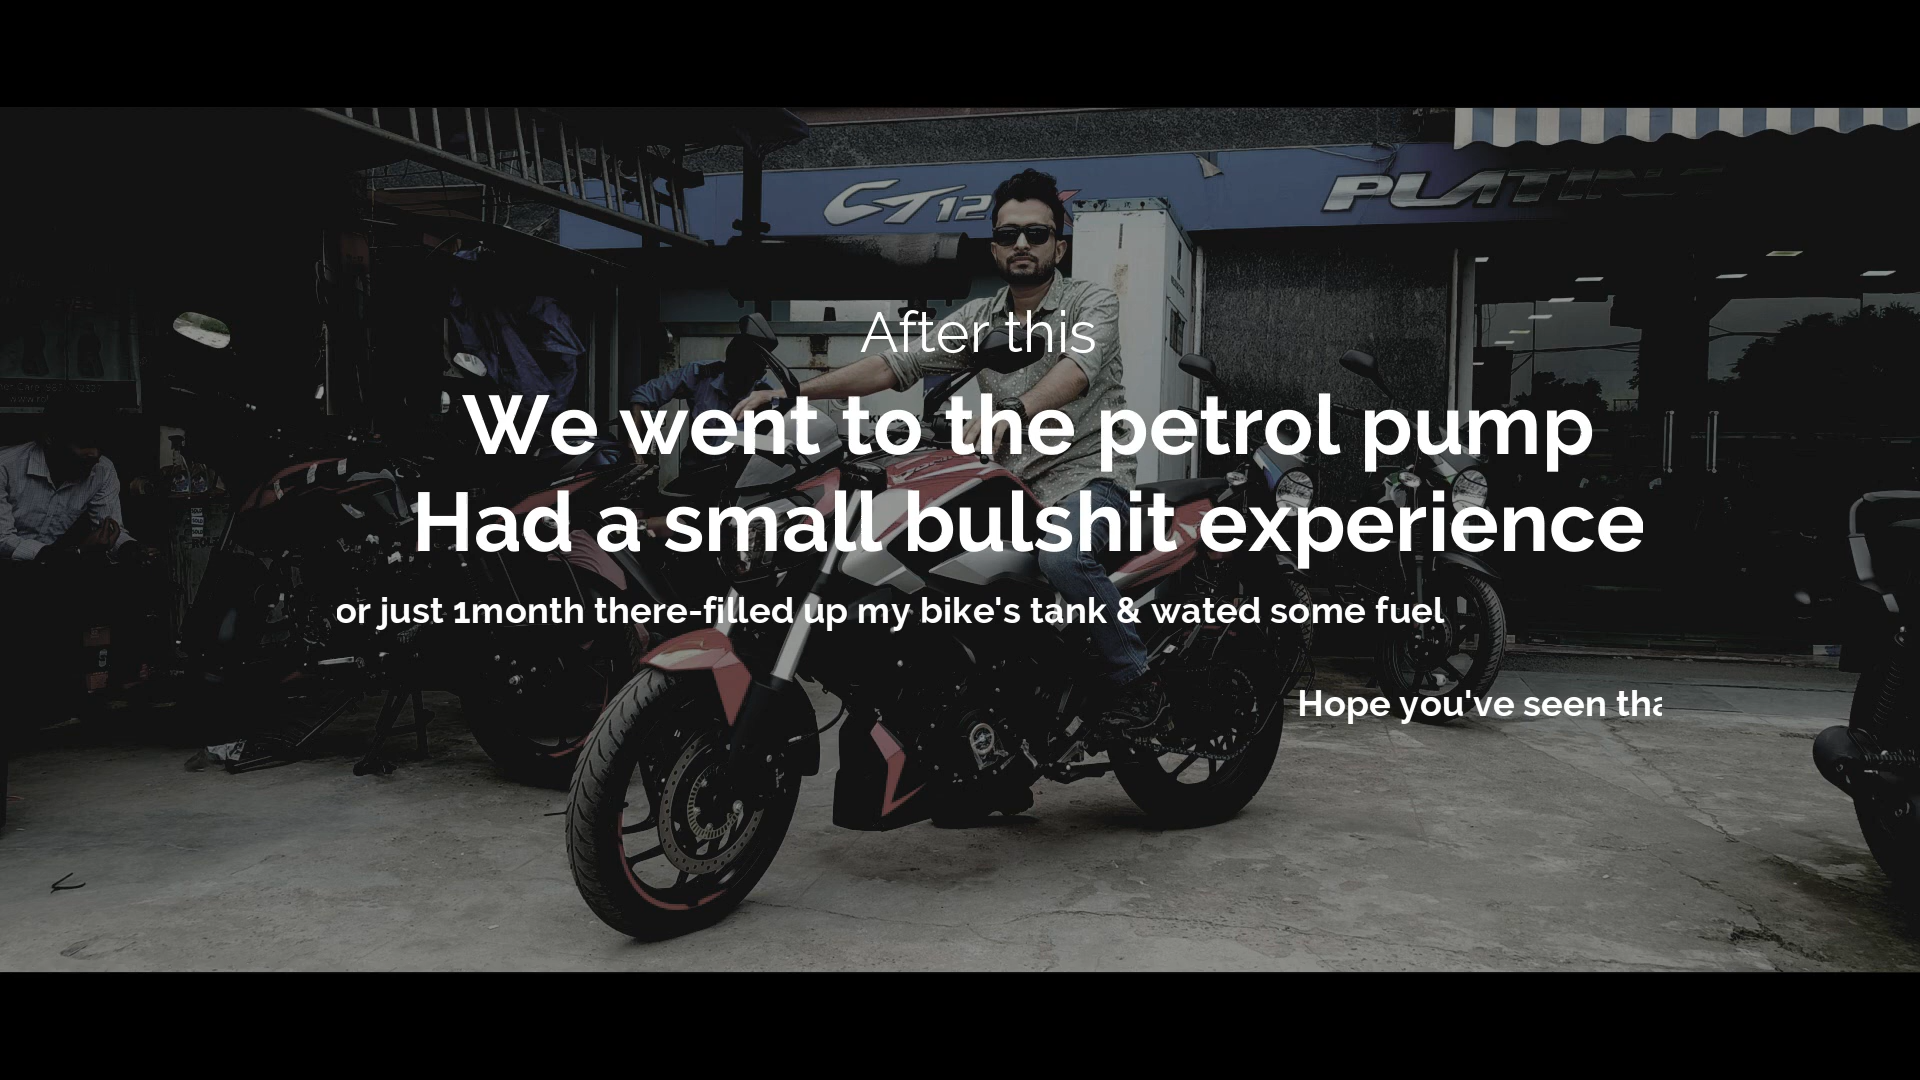 CT12
PLATINA
After this
We went to the petrol pump
Had a small bulshit experience
or just 1month there-filled up my bike's tank & wated some fuel
Hope you've seen tha